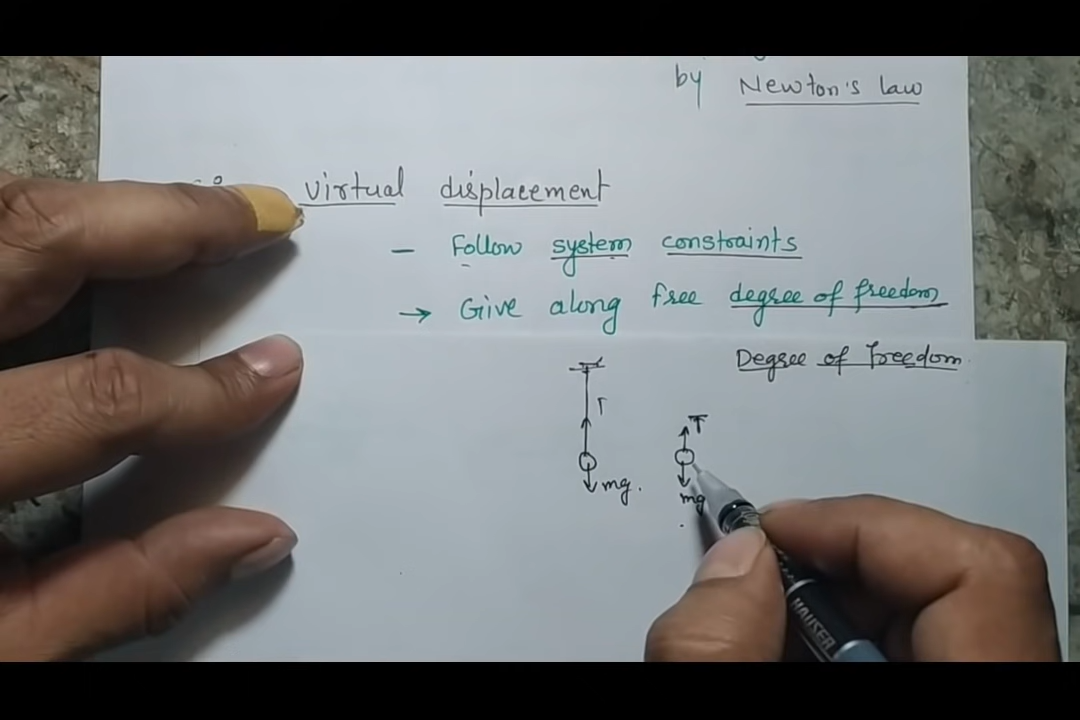 by Newton's law
virtual displacement
- Follow system constraints
→ Give along free degree of freedom
Degree of freedom
T
T
mg.
mg
HAUSER